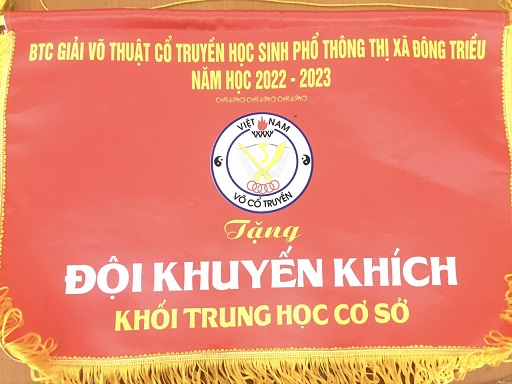 BTC GIẢI VÕ THUẬT CỔ TRUYỀN HỌC SINH PHỔ THÔNG THỊ XÃ ĐÔNG TRIỀU
NĂM HỌC 2022 - 2023
VIỆT NAM
VÕ CỔ TRUYỀN
Tặng
ĐỘI KHUYẾN KHÍCH
KHỐI TRUNG HỌC CƠ SỞ